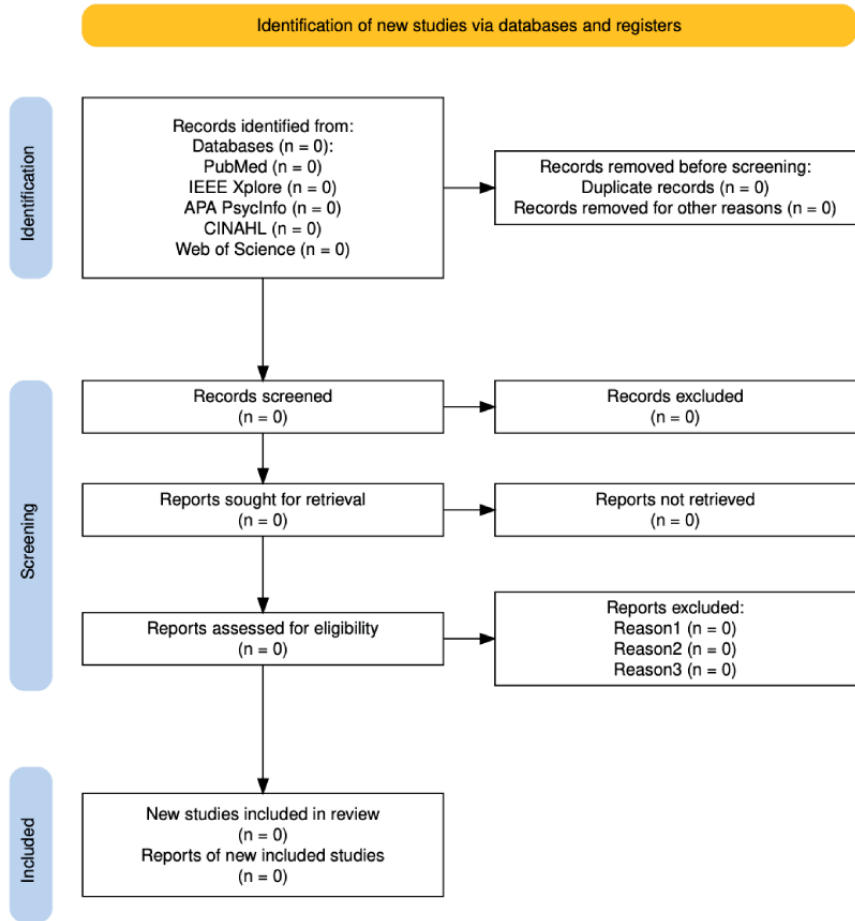 Identification of new studies via databases and registers
Identification
Records identified from:
Databases (n = 0):
PubMed (n = 0)
IEEE Xplore (n = 0)
APA PsycInfo (n = 0)
CINAHL (n = 0)
Web of Science (n = 0)
Records removed before screening:
Duplicate records (n = 0)
Records removed for other reasons (n = 0)
Screening
Records screened
(n = 0)
Records excluded
(n = 0)
Reports sought for retrieval
(n = 0)
Reports not retrieved
(n = 0)
Reports assessed for eligibility
(n = 0)
Reports excluded:
Reason1 (n = 0)
Reason2 (n = 0)
Reason3 (n = 0)
Included
New studies included in review
(n = 0)
Reports of new included studies
(n = 0)